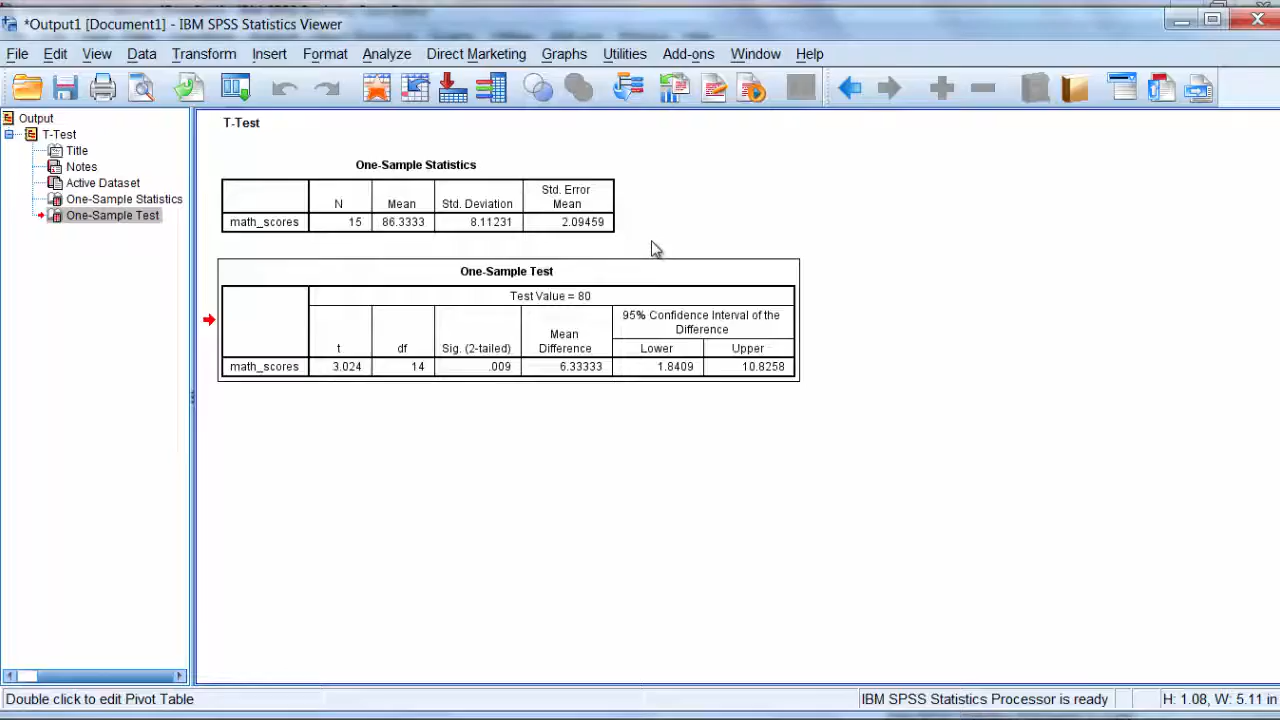 *Output1 [Document1] - IBM SPSS Statistics Viewer
File Edit View Data Transform Insert Format Analyze Direct Marketing Graphs Utilities Add-ons Window Help
Output
T-Test
Title
Notes
Active Dataset
One-Sample Statistics
One-Sample Test
T-Test
One-Sample Statistics
N Mean Std. Deviation Std. Error Mean
math_scores 15 86.3333 8.11231 2.09459
One-Sample Test
Test Value = 80
t df Sig. (2-tailed) Mean Difference 95% Confidence Interval of the Difference
Lower Upper
math_scores 3.024 14 .009 6.33333 1.8409 10.8258
Double click to edit Pivot Table IBM SPSS Statistics Processor is ready H: 1.08, W: 5.11 in